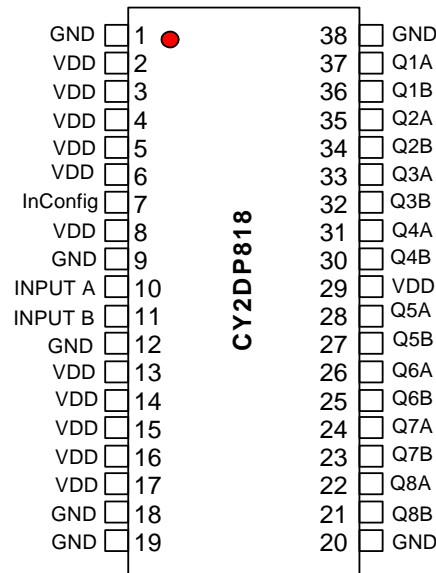 GND 1 38 GND
VDD 2 37 Q1A
VDD 3 36 Q1B
VDD 4 35 Q2A
VDD 5 34 Q2B
VDD 6 33 Q3A
InConfig 7 32 Q3B
VDD 8 31 Q4A
GND 9 30 Q4B
INPUT A 10 29 VDD
INPUT B 11 28 Q5A
GND 12 27 Q5B
VDD 13 26 Q6A
VDD 14 25 Q6B
VDD 15 24 Q7A
VDD 16 23 Q7B
VDD 17 22 Q8A
GND 18 21 Q8B
GND 19 20 GND
CY2DP818